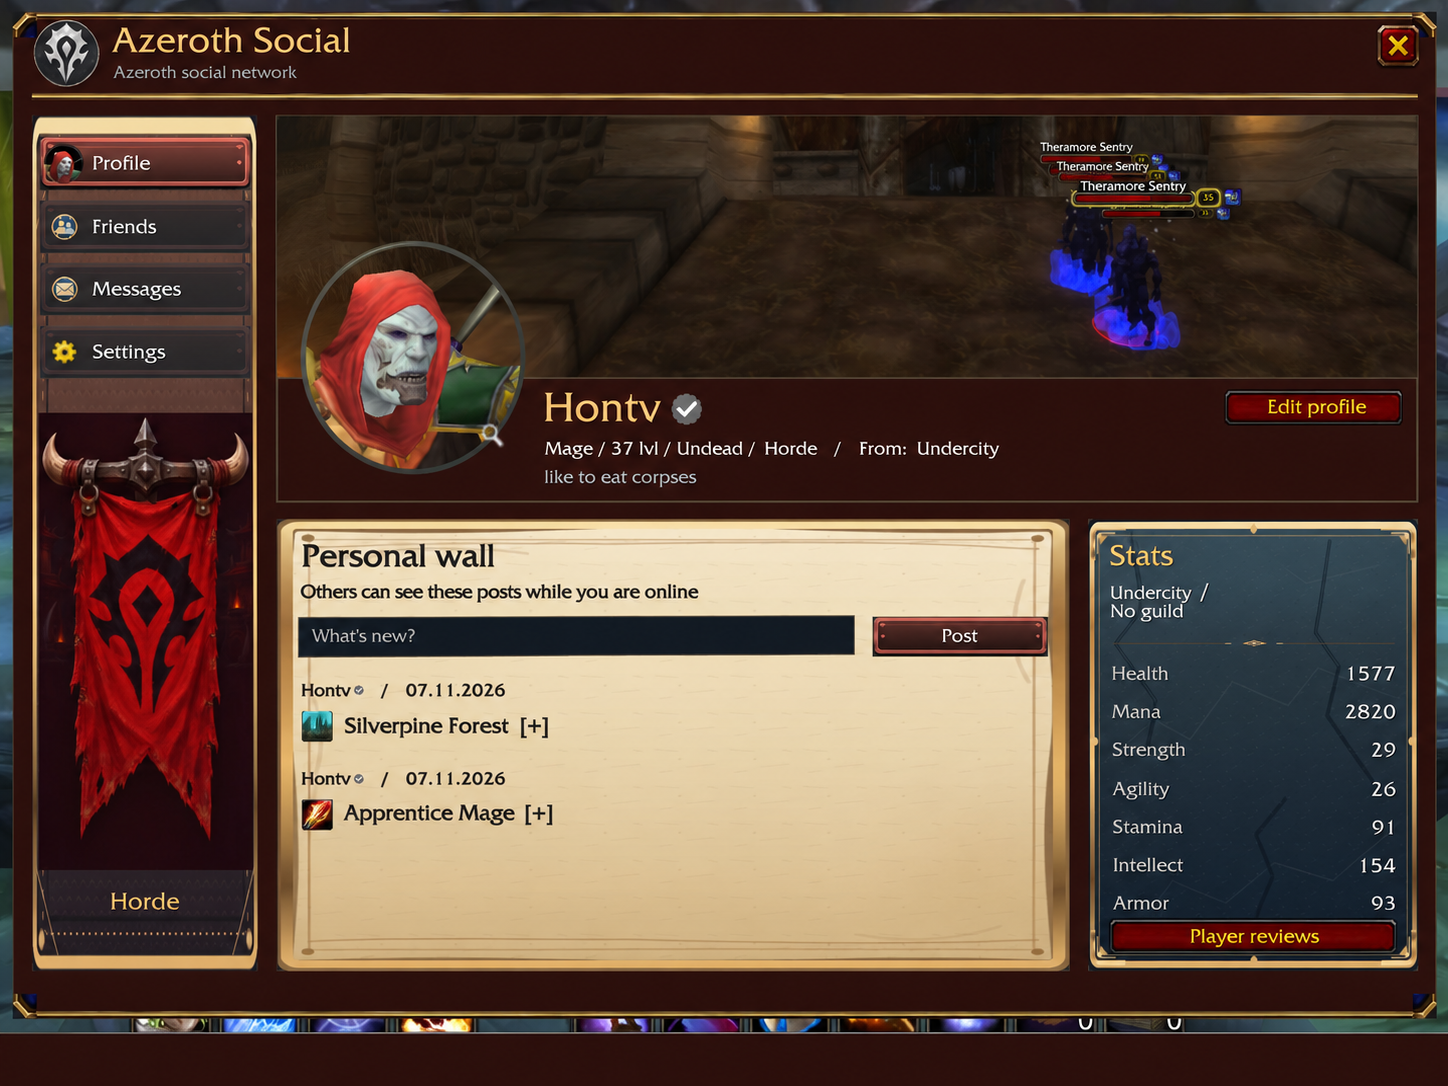 Azeroth Social
Azeroth social network
Profile
Friends
Messages
Settings
Horde
Theramore Sentry
Theramore Sentry
Theramore Sentry
35
Hontv
Edit profile
Mage / 37 lvl / Undead / Horde / From: Undercity
like to eat corpses
Personal wall
Others can see these posts while you are online
What's new?
Post
Hontv / 07.11.2026
Silverpine Forest [+]
Hontv / 07.11.2026
Apprentice Mage [+]
Stats
Undercity /
No guild
Health 1577
Mana 2820
Strength 29
Agility 26
Stamina 91
Intellect 154
Armor 93
Player reviews
0
0